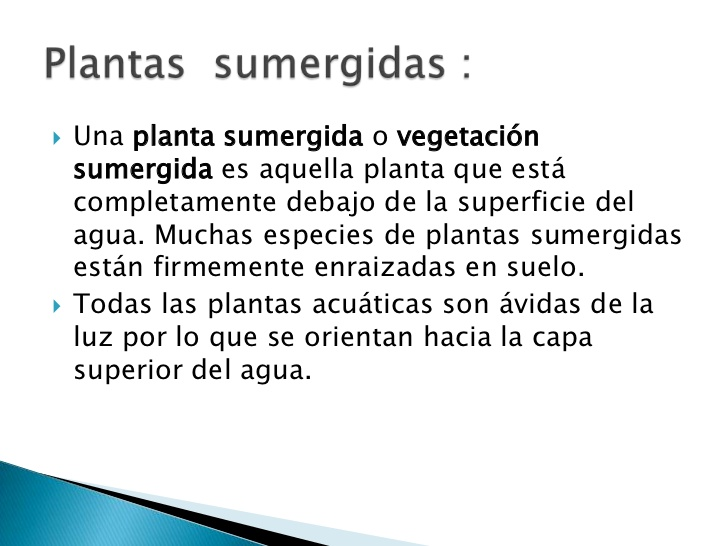 Plantas sumergidas :
Una planta sumergida o vegetación
sumergida es aquella planta que está
completamente debajo de la superficie del
agua. Muchas especies de plantas sumergidas
están firmemente enraizadas en suelo.
Todas las plantas acuáticas son ávidas de la
luz por lo que se orientan hacia la capa
superior del agua.